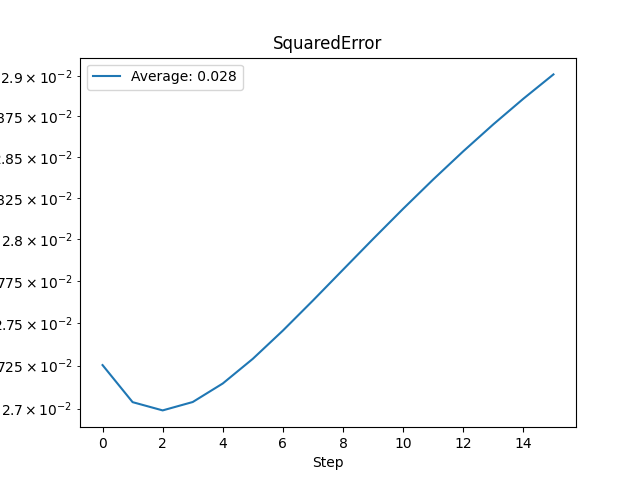 SquaredError
Average: 0.028
2.9 × 10⁻²
875 × 10⁻²
2.85 × 10⁻²
825 × 10⁻²
2.8 × 10⁻²
775 × 10⁻²
2.75 × 10⁻²
725 × 10⁻²
2.7 × 10⁻²
0 2 4 6 8 10 12 14
Step